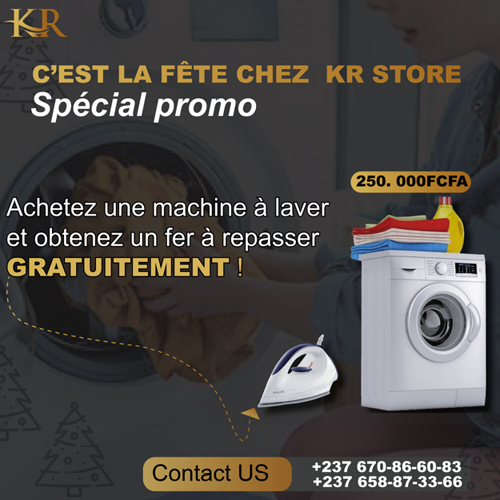 KR
C'EST LA FÊTE CHEZ KR STORE
Spécial promo
250. 000FCFA
Achetez une machine à laver
et obtenez un fer à repasser
GRATUITEMENT !
Contact US
+237 670-86-60-83
+237 658-87-33-66